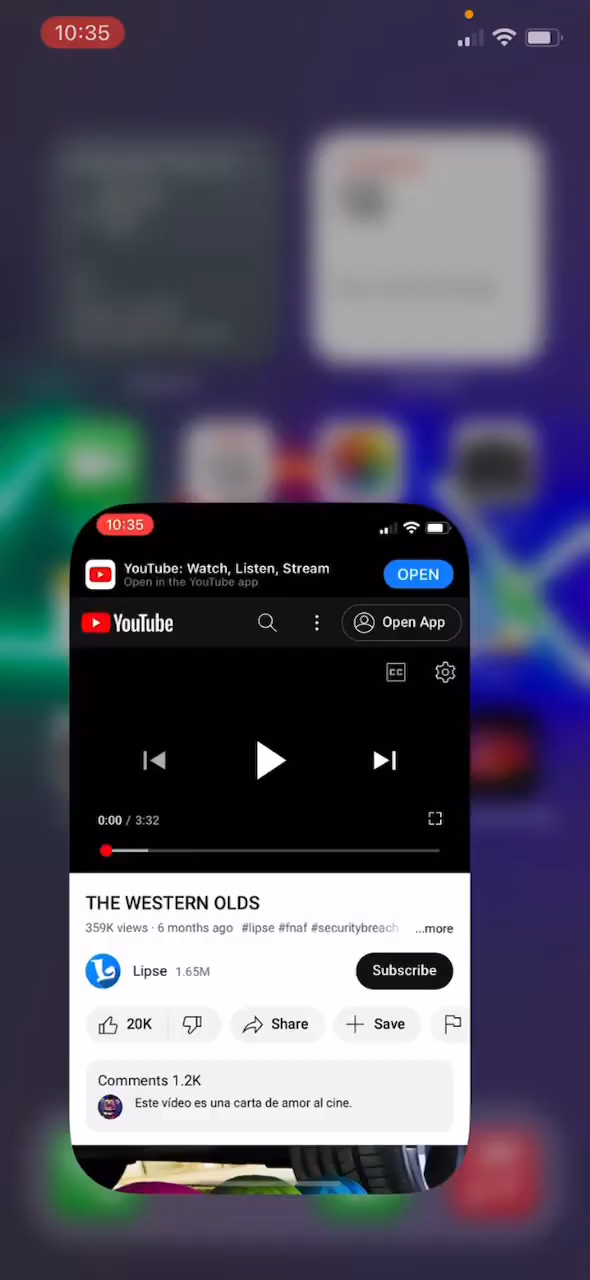 10:35
10:35
YouTube: Watch, Listen, Stream
Open in the YouTube app
OPEN
YouTube
Open App
CC
0:00 / 3:32
THE WESTERN OLDS
359K views · 6 months ago #lipse #fnaf #securitybreach ...more
Lipse 1.65M
Subscribe
20K
Share
Save
Comments 1.2K
Este vídeo es una carta de amor al cine.